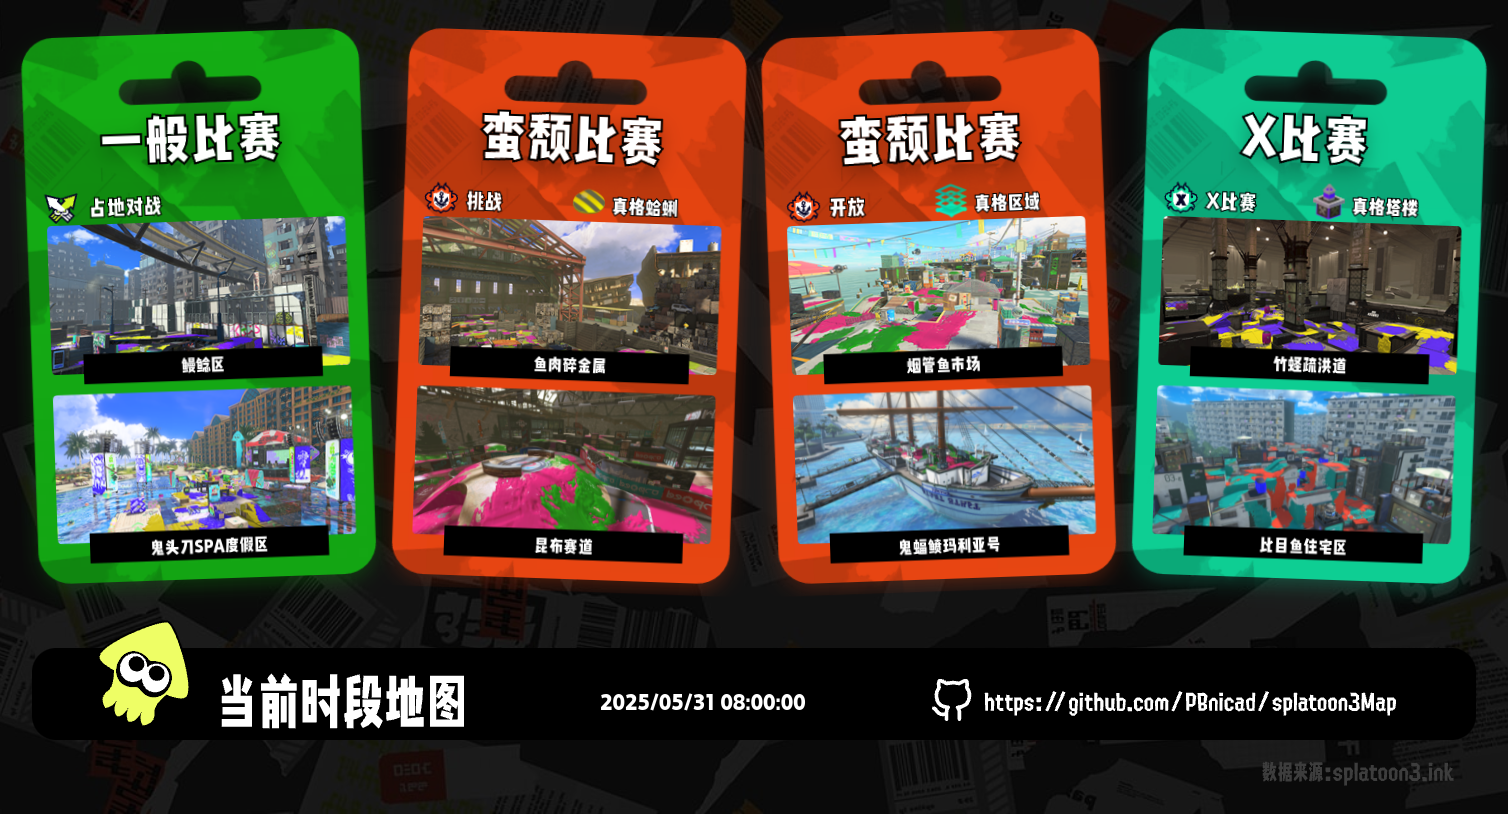 一般比赛
占地对战
鳗鲶区
鬼头刀SPA度假区
蛮颓比赛
挑战
真格蛤蜊
鱼肉碎金属
昆布赛道
蛮颓比赛
开放
真格区域
烟管鱼市场
鬼蝠鲼玛利亚号
X比赛
X比赛
真格塔楼
竹蛏疏洪道
比目鱼住宅区
当前时段地图
2025/05/31 08:00:00
https://github.com/PBnicad/splatoon3Map
数据来源:splatoon3.ink